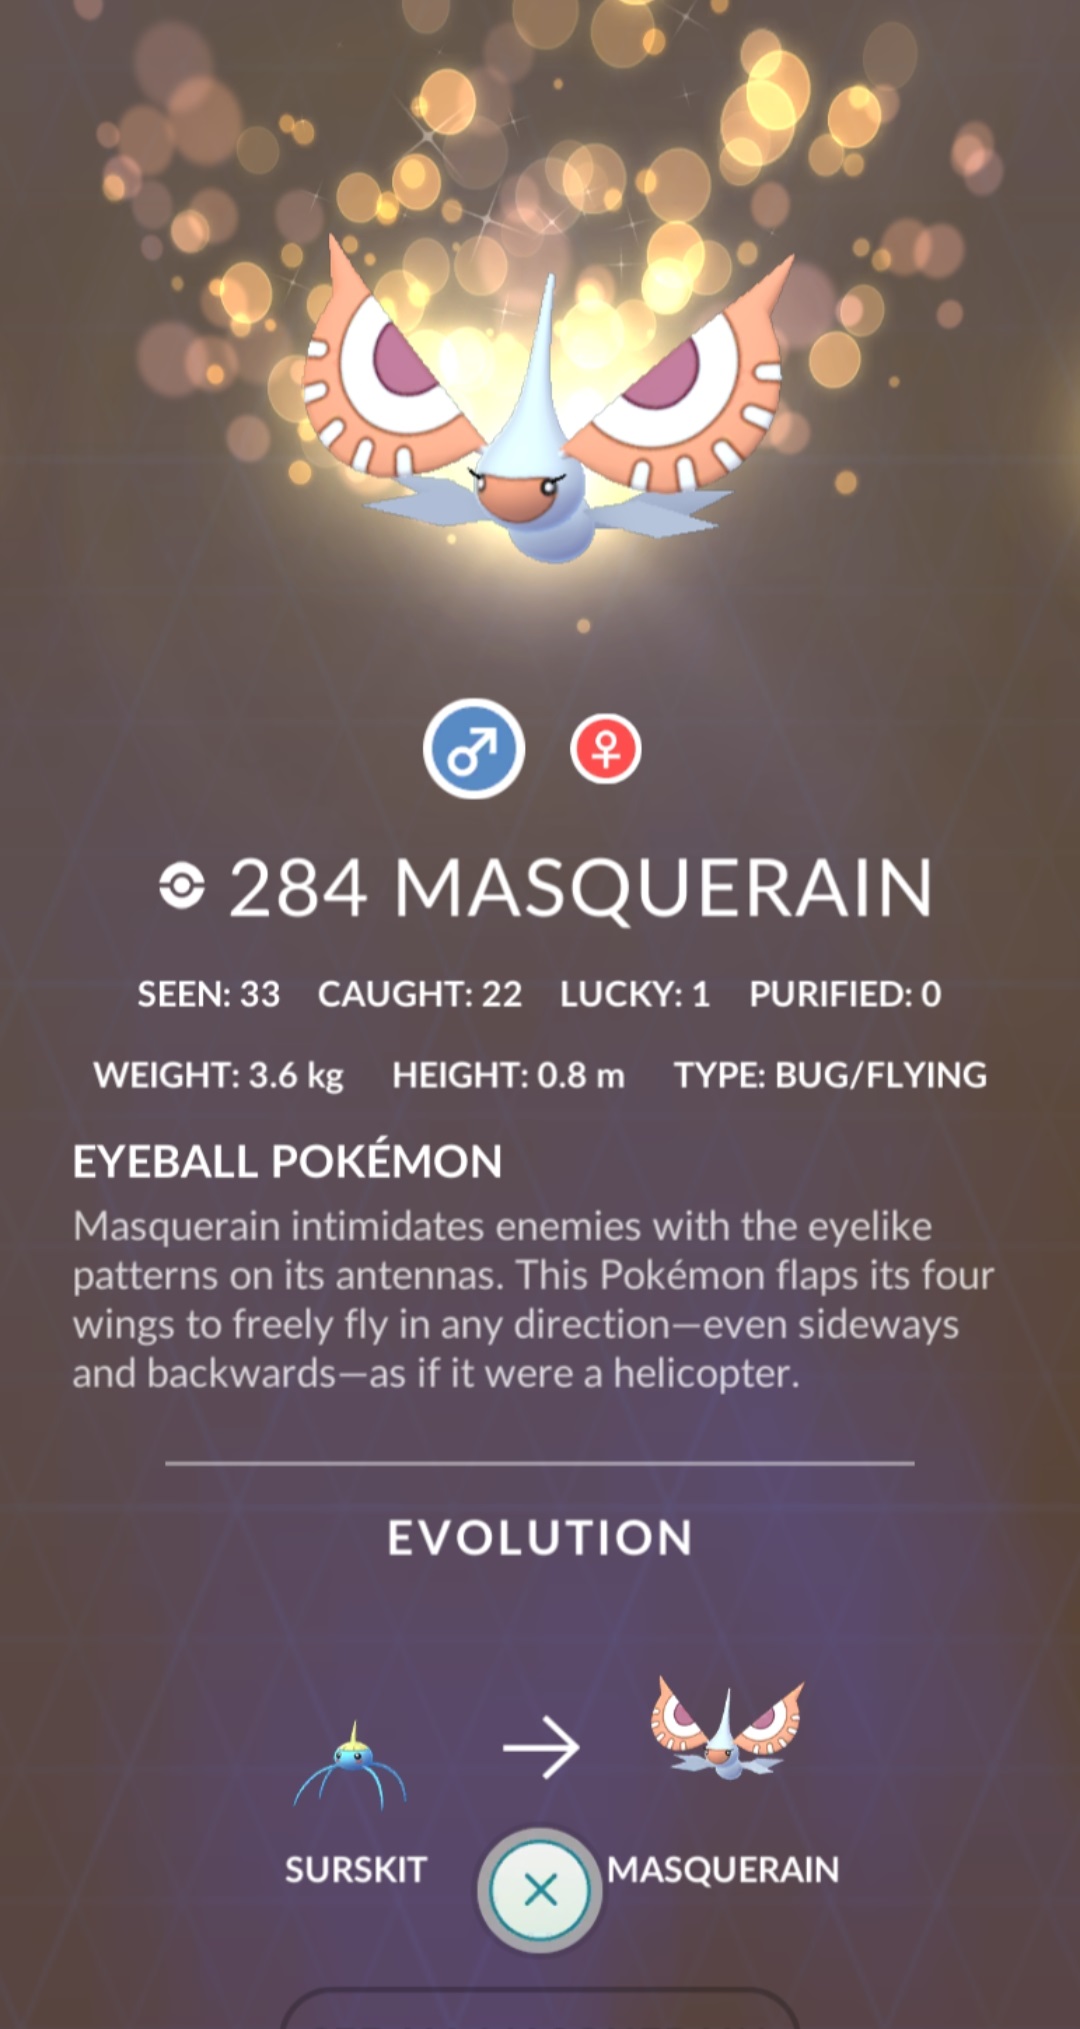 284 MASQUERAIN
SEEN: 33 CAUGHT: 22 LUCKY: 1 PURIFIED: 0
WEIGHT: 3.6 kg HEIGHT: 0.8 m TYPE: BUG/FLYING
EYEBALL POKÉMON
Masquerain intimidates enemies with the eyelike
patterns on its antennas. This Pokémon flaps its four
wings to freely fly in any direction—even sideways
and backwards—as if it were a helicopter.
EVOLUTION
SURSKIT MASQUERAIN